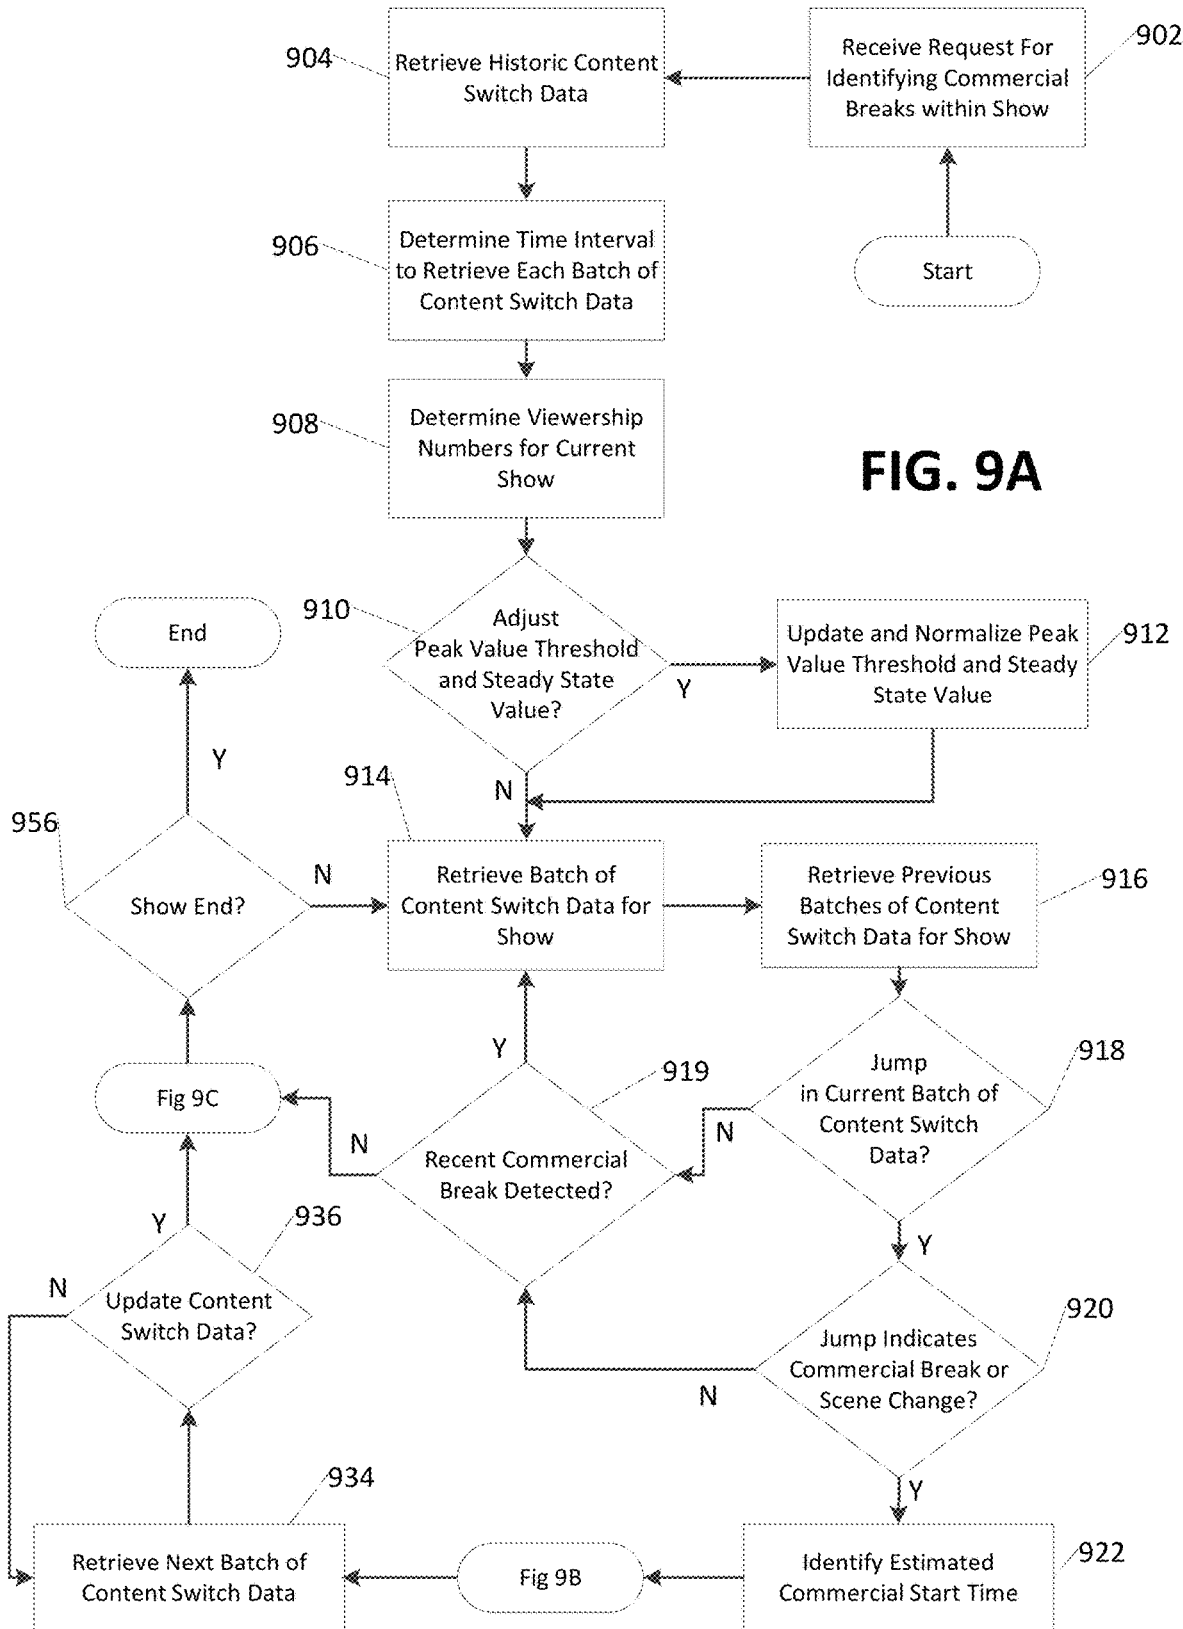 902
Receive Request For
Identifying Commercial
Breaks within Show
904
Retrieve Historic Content
Switch Data
906
Determine Time Interval
to Retrieve Each Batch of
Content Switch Data
Start
908
Determine Viewership
Numbers for Current
Show
FIG. 9A
910
Adjust
Peak Value Threshold
and Steady State
Value?
Y
N
912
Update and Normalize Peak
Value Threshold and Steady
State Value
End
Y
956
Show End?
N
914
Retrieve Batch of
Content Switch Data for
Show
916
Retrieve Previous
Batches of Content
Switch Data for Show
918
Jump
in Current Batch of
Content Switch
Data?
N
Y
919
Recent Commercial
Break Detected?
Y
N
Fig 9C
920
Jump Indicates
Commercial Break or
Scene Change?
N
Y
936
Update Content
Switch Data?
Y
N
934
Retrieve Next Batch of
Content Switch Data
Fig 9B
922
Identify Estimated
Commercial Start Time